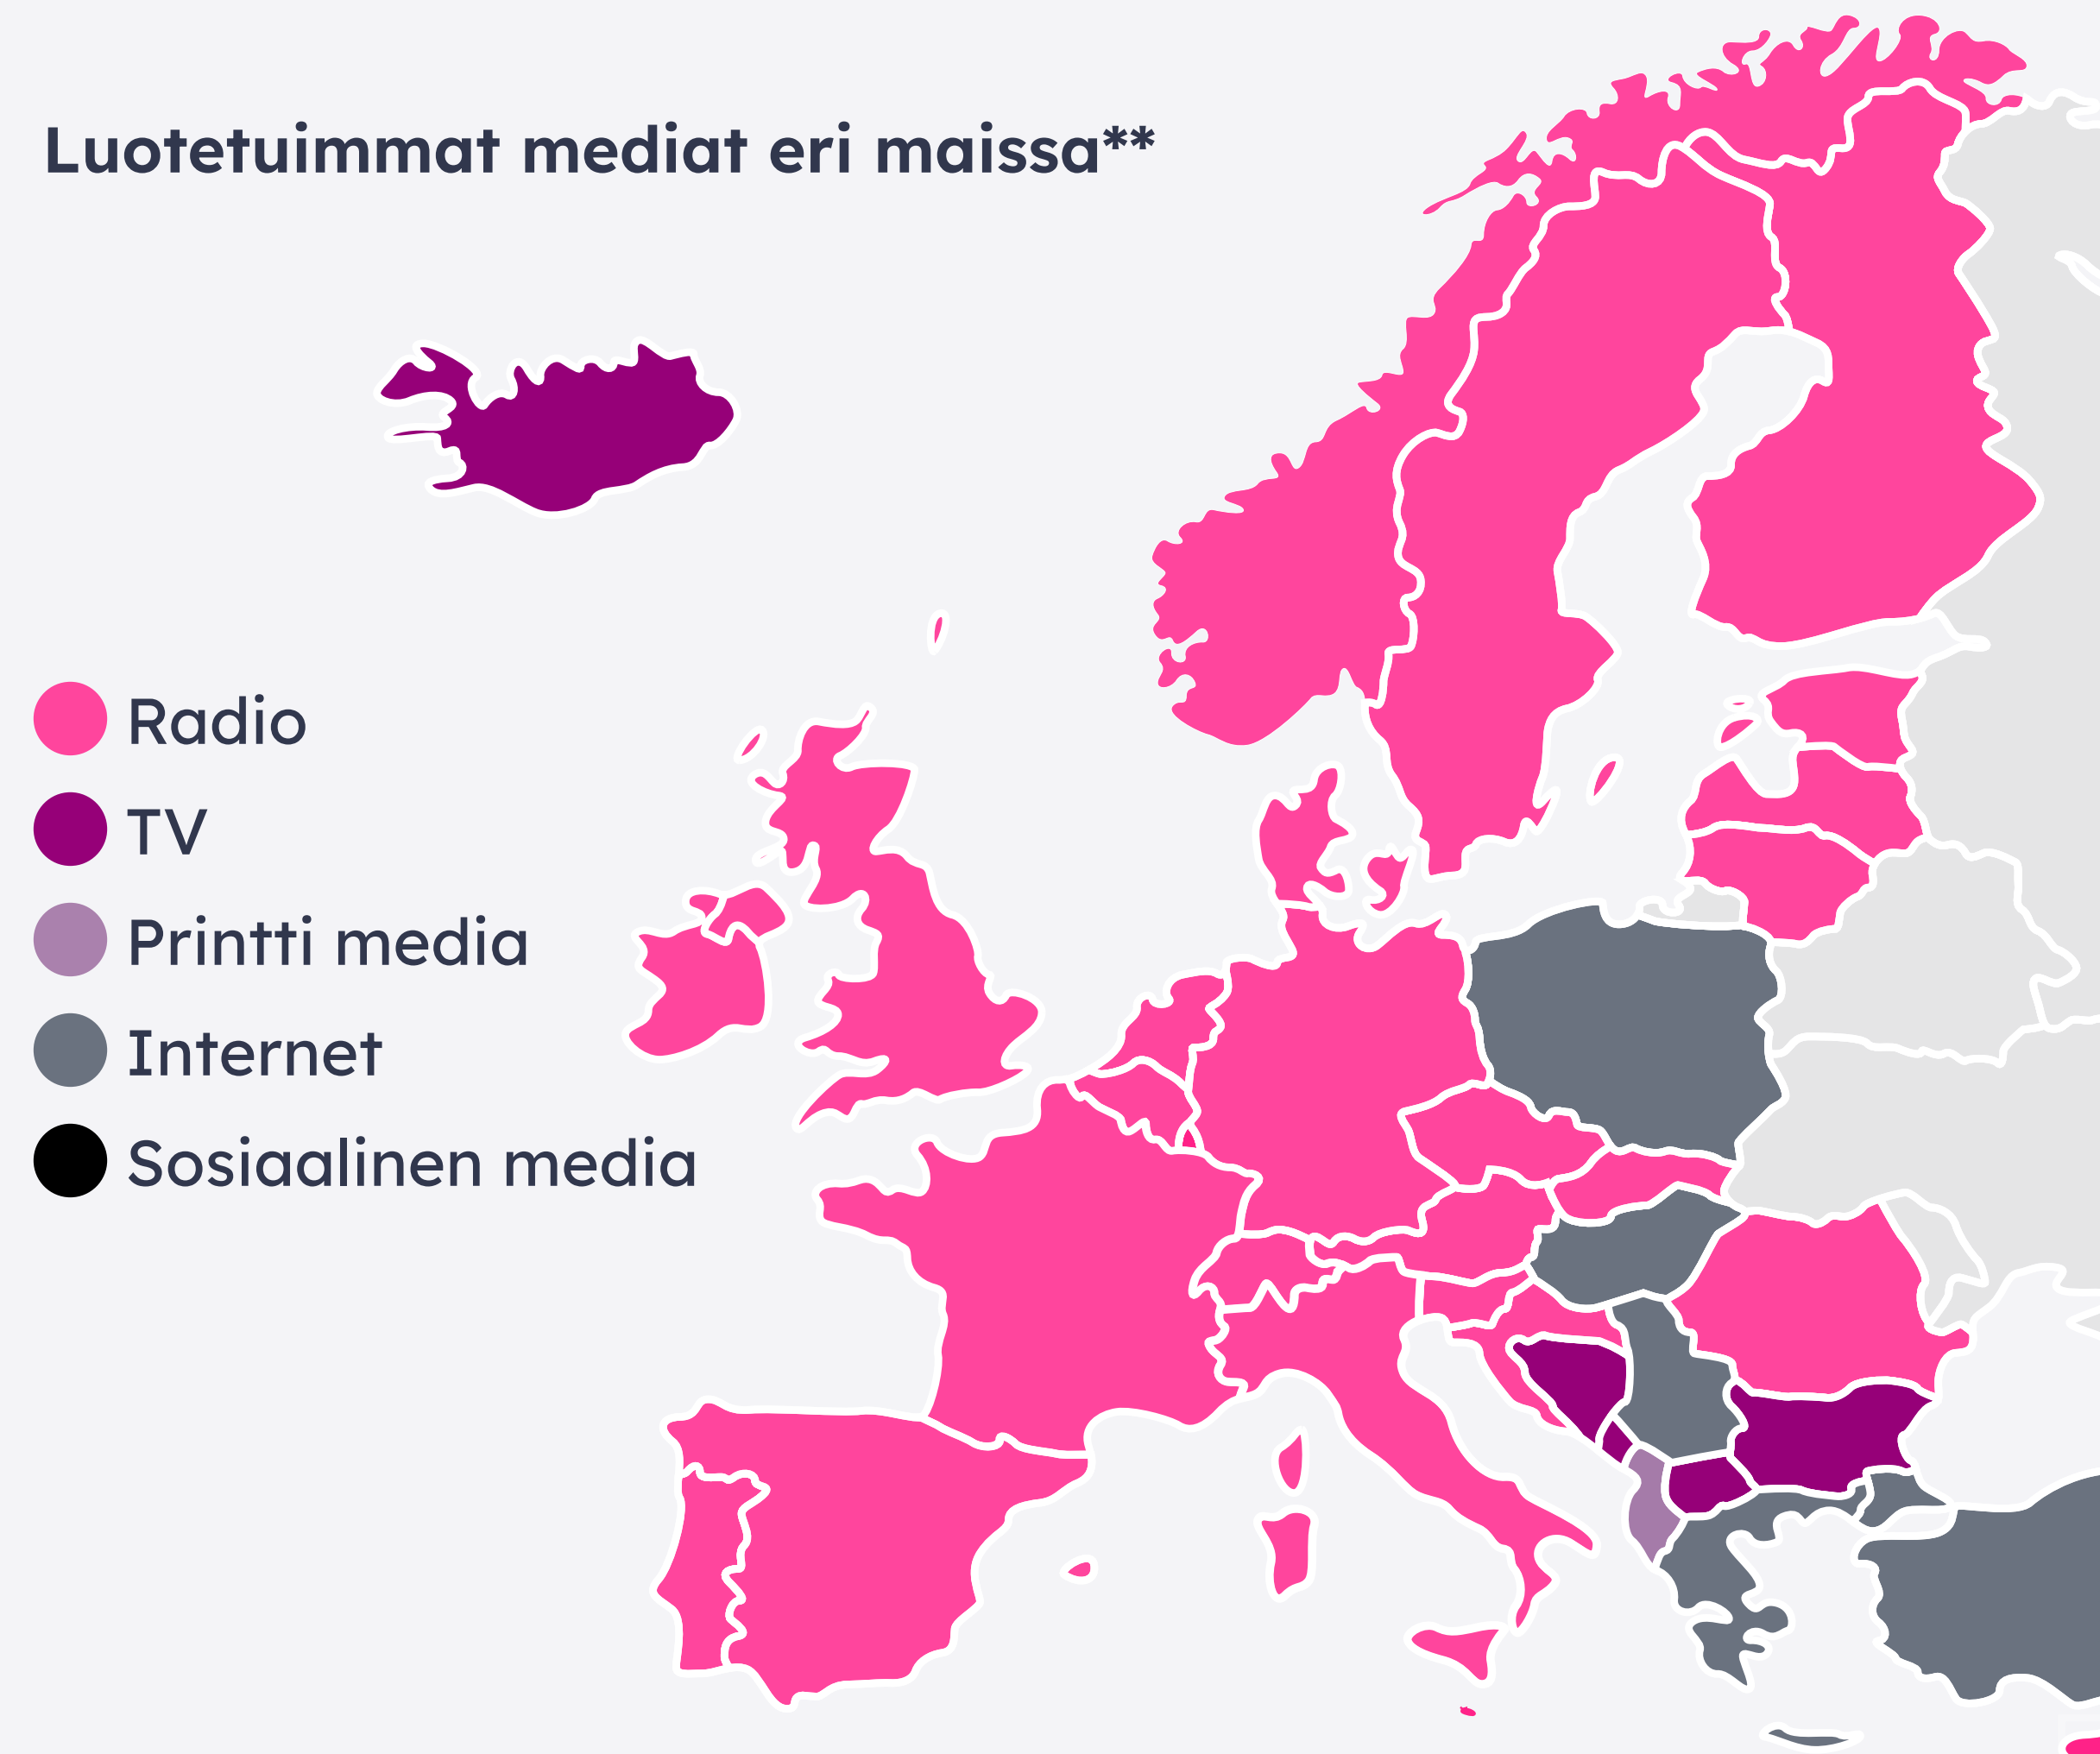 Luotetuimmat mediat eri maissa**
Radio
TV
Printti media
Internet
Sosiaalinen media